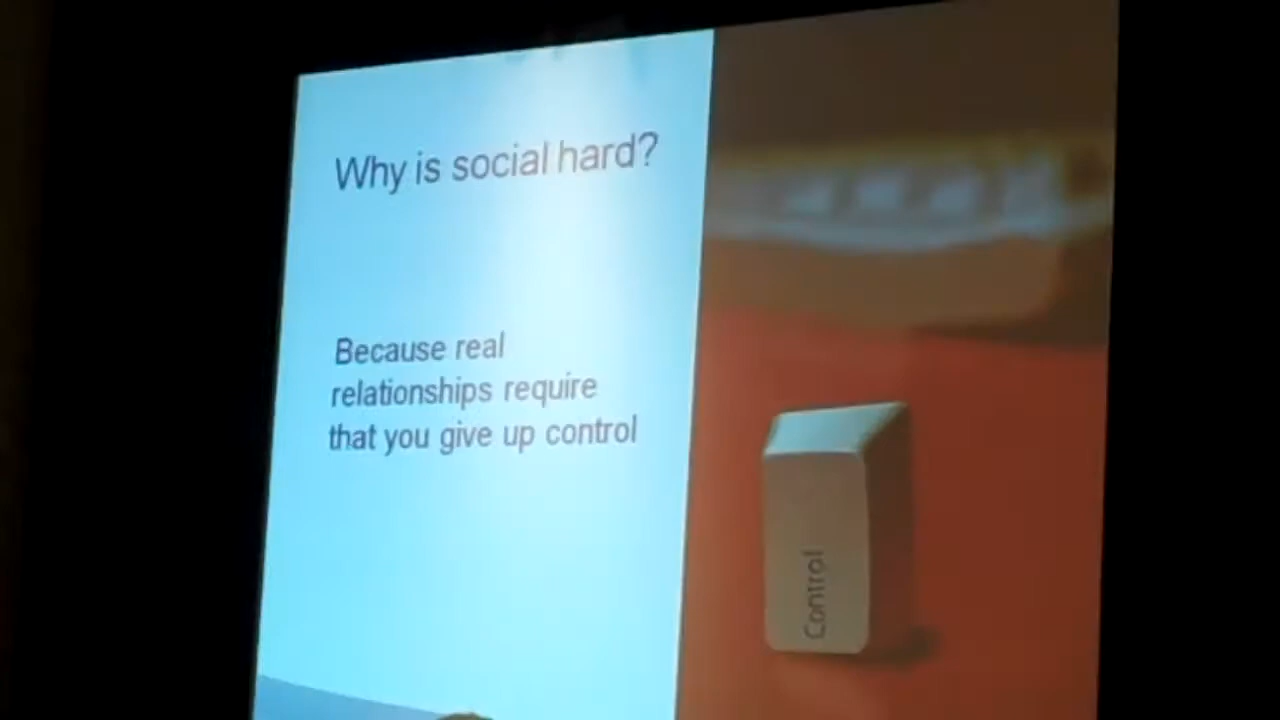 Why is social hard?
Because real
relationships require
that you give up control
Control